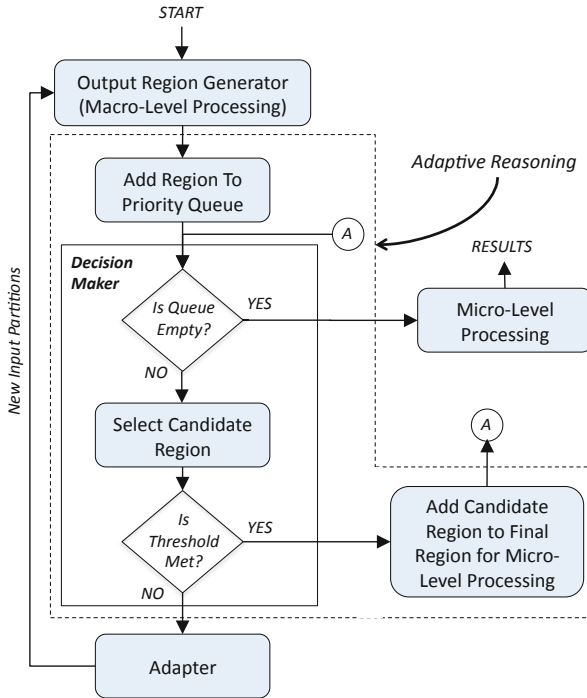 START
Output Region Generator
(Macro-Level Processing)
Add Region To
Priority Queue
Adaptive Reasoning
A
RESULTS
Decision
Maker
Is Queue
Empty?
YES
Micro-Level
Processing
NO
New Input Partitions
Select Candidate
Region
A
Is
Threshold
Met?
YES
Add Candidate
Region to Final
Region for Micro-
Level Processing
NO
Adapter